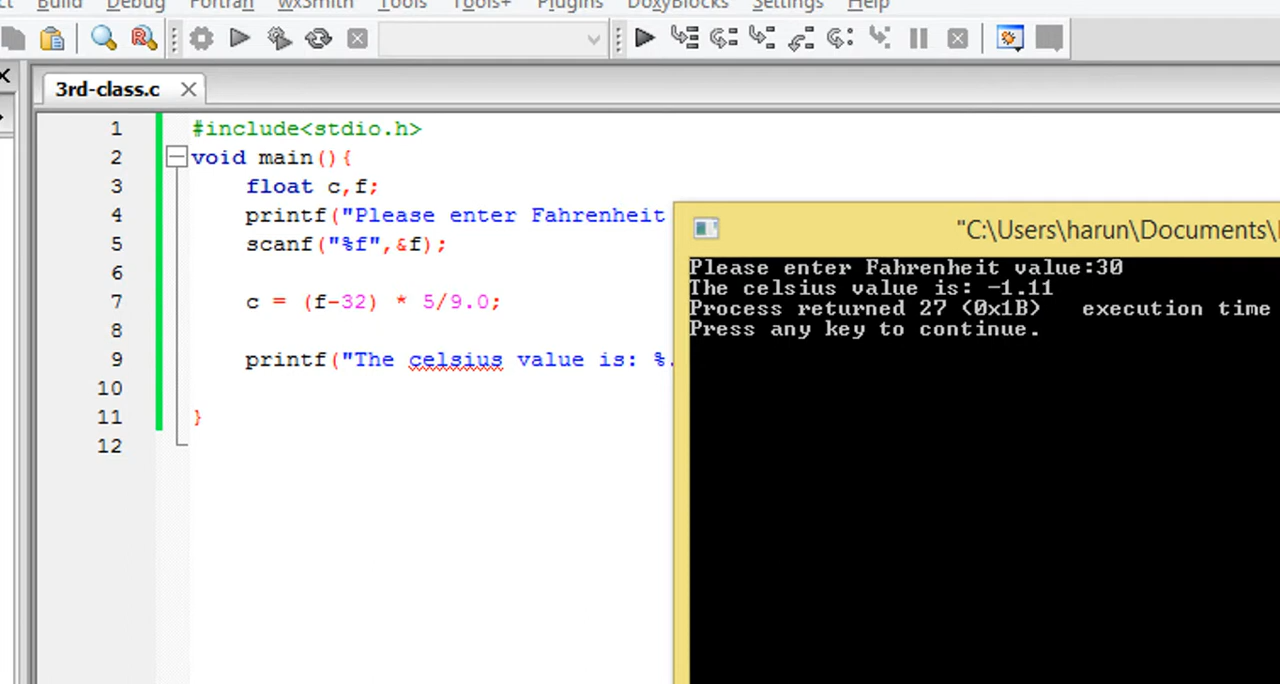 Build Debug Fortran wxSmith Tools Tools+ Plugins DoxyBlocks Settings Help
3rd-class.c
1 #include<stdio.h>
2 void main(){
3 float c,f;
4 printf("Please enter Fahrenheit
5 scanf("%f",&f);
6
7 c = (f-32) * 5/9.0;
8
9 printf("The celsius value is: %.
10
11 }
12
"C:\Users\harun\Documents\
Please enter Fahrenheit value:30
The celsius value is: -1.11
Process returned 27 (0x1B) execution time
Press any key to continue.